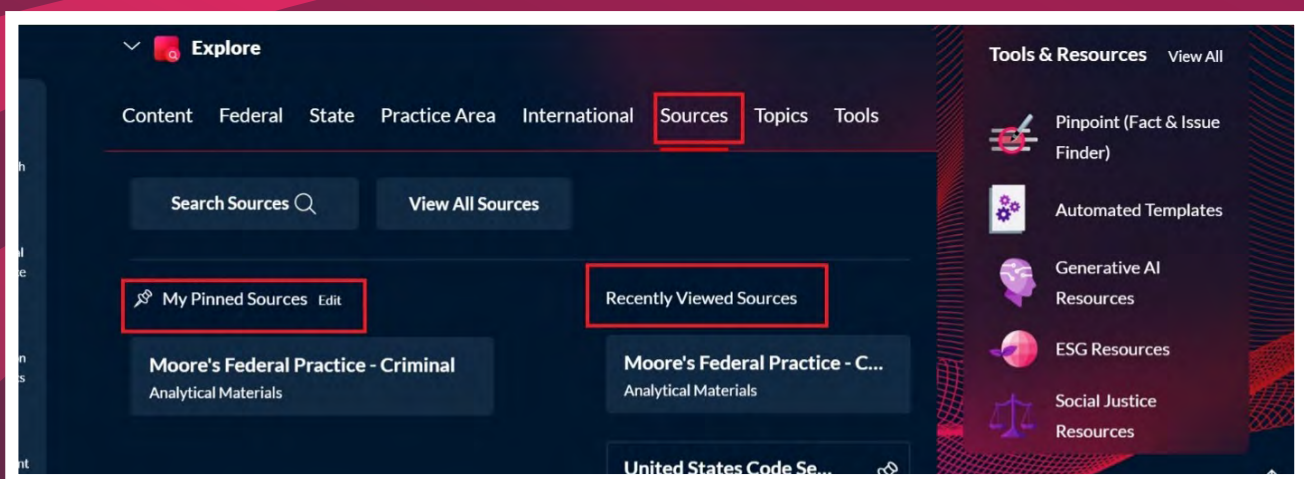 Explore
Content Federal State Practice Area International Sources Topics Tools
Search Sources
View All Sources
My Pinned Sources Edit
Moore's Federal Practice - Criminal
Analytical Materials
Recently Viewed Sources
Moore's Federal Practice - C...
Analytical Materials
United States Code Se...
Tools & Resources View All
Pinpoint (Fact & Issue
Finder)
Automated Templates
Generative AI
Resources
ESG Resources
Social Justice
Resources